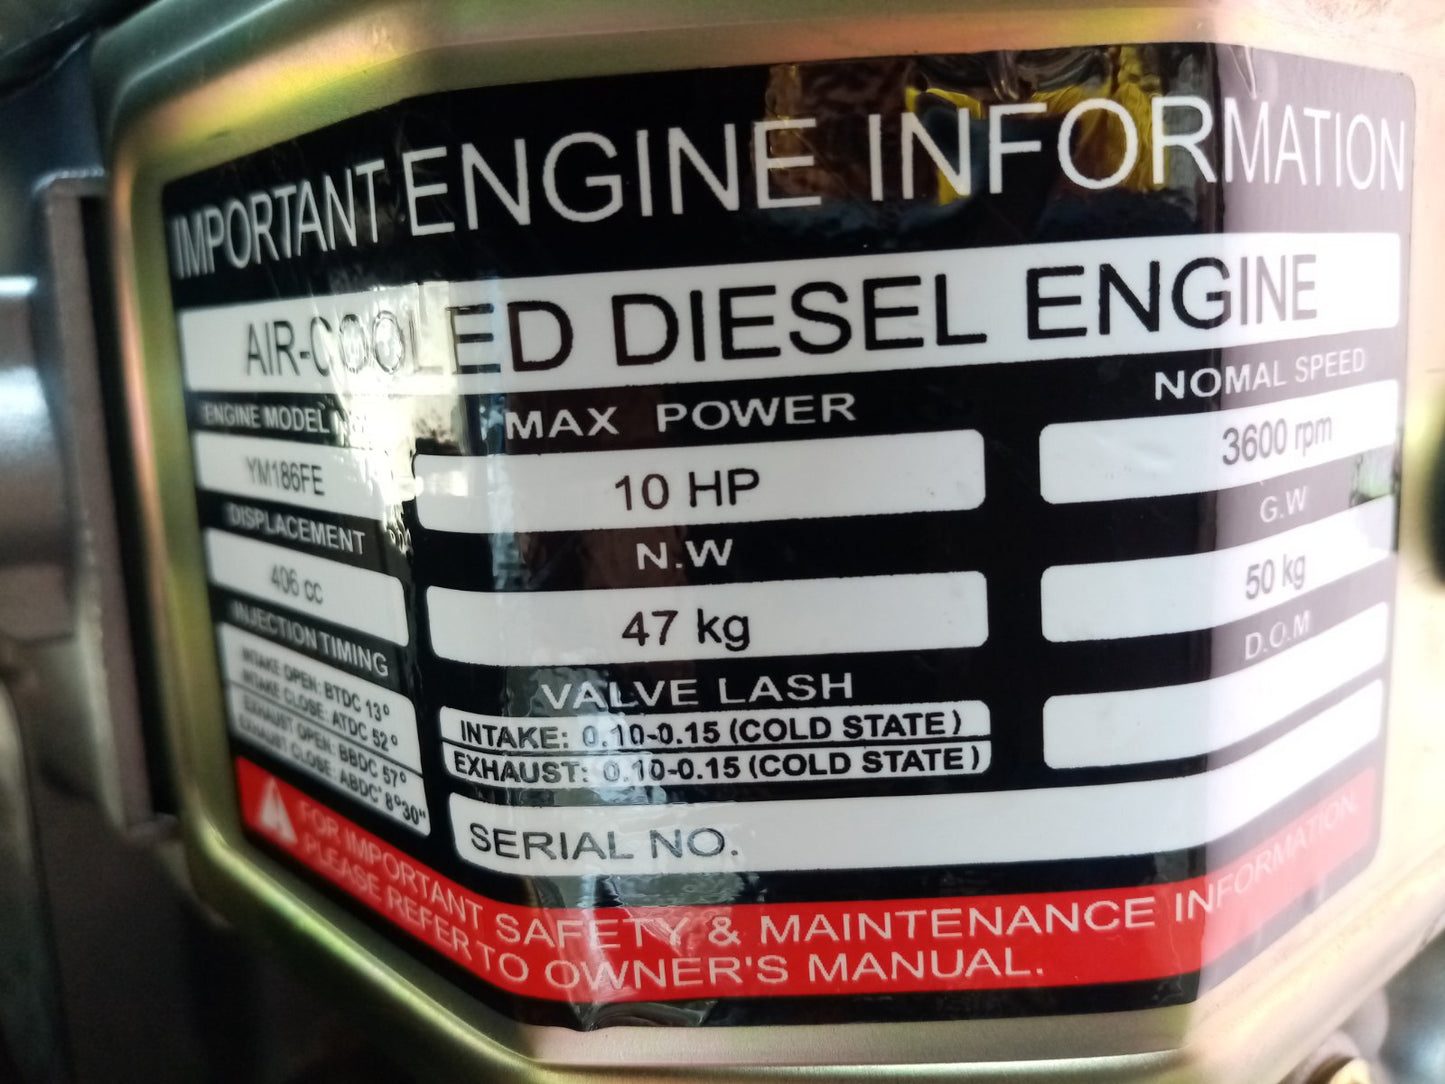 IMPORTANT ENGINE INFORMATION
AIR-COOLED DIESEL ENGINE
ENGINE MODEL
YM186FE
MAX POWER
10 HP
NOMAL SPEED
3600 rpm
DISPLACEMENT
406 cc
N.W
47 kg
G.W
50 kg
INJECTION TIMING
INTAKE OPEN: BTDC 13°
INTAKE CLOSE: ATDC 52°
EXHAUST OPEN: BBDC 57°
EXHAUST CLOSE: ABDC' 8°30"
VALVE LASH
INTAKE: 0.10-0.15 (COLD STATE)
EXHAUST: 0.10-0.15 (COLD STATE)
D.O.M
SERIAL NO.
FOR IMPORTANT SAFETY & MAINTENANCE INFORMATION,
PLEASE REFER TO OWNER'S MANUAL.